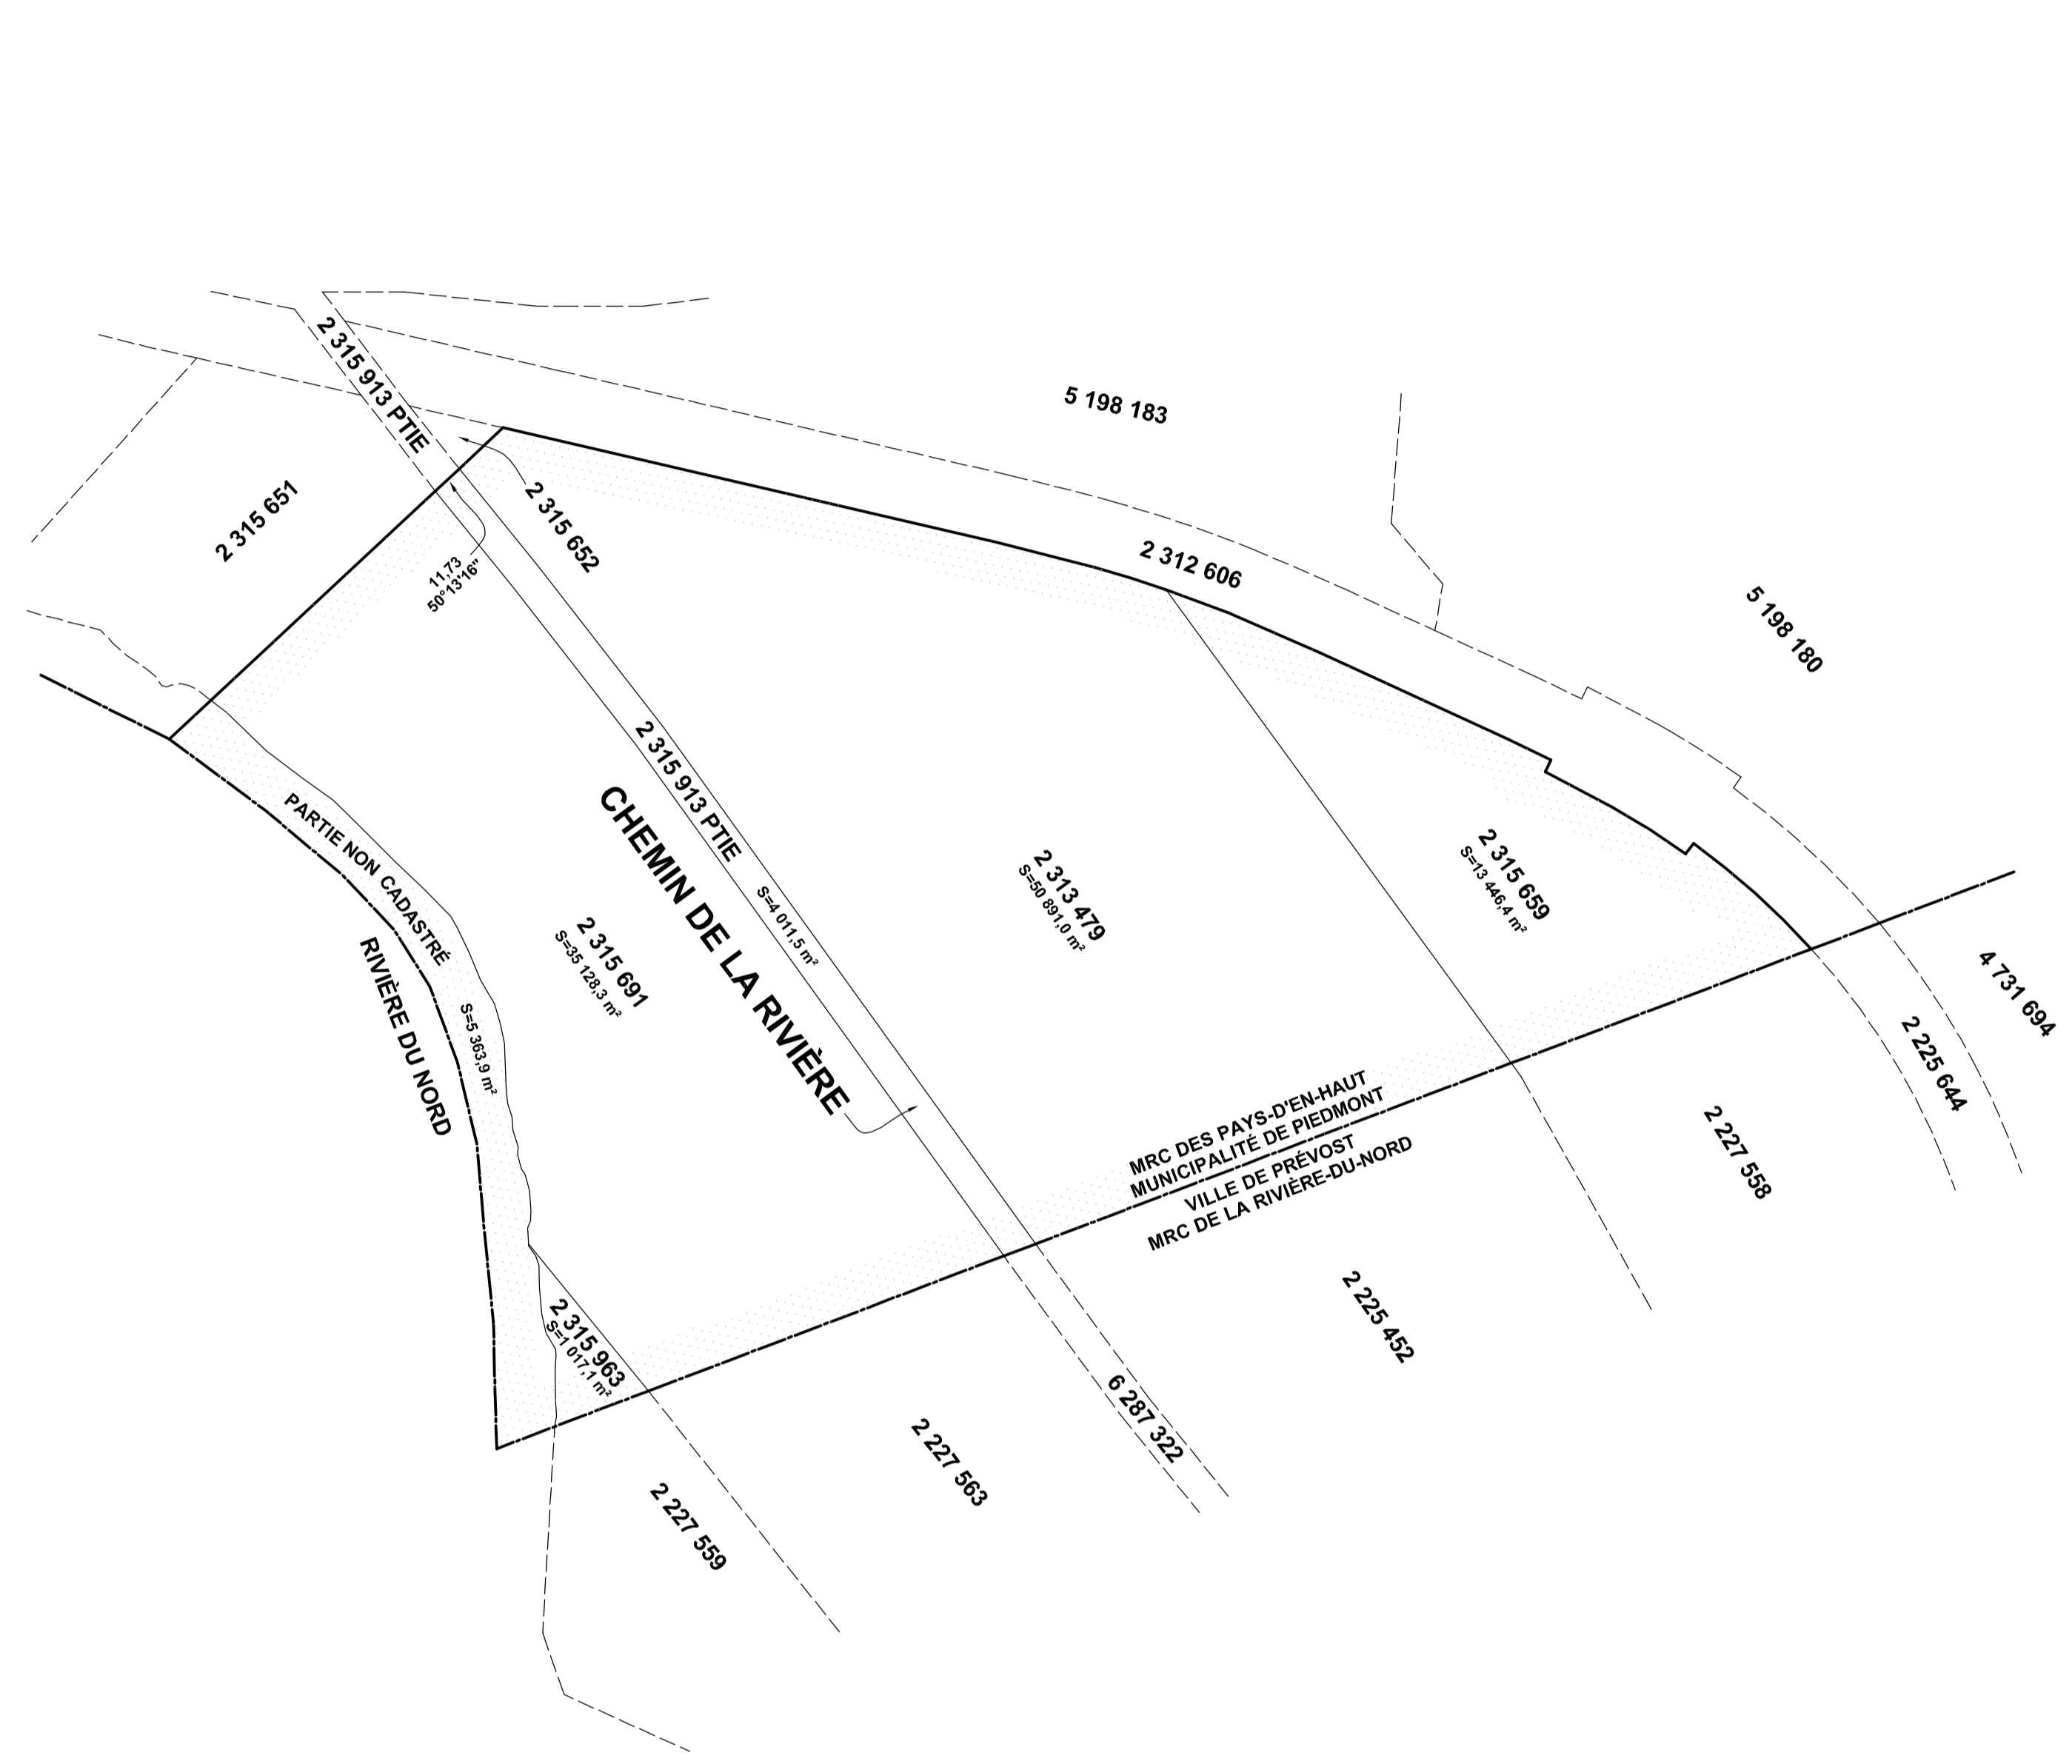 2 315 913 PTIE
5 198 183
2 315 651
2 315 652
11,73
50°13'16"
2 312 606
5 198 180
2 315 913 PTIE
S=4 011,5 m²
CHEMIN DE LA RIVIÈRE
PARTIE NON CADASTRÉ
S=5 363,9 m²
RIVIÈRE DU NORD
2 315 691
S=35 128,3 m²
2 313 479
S=50 891,0 m²
2 315 659
S=13 446,4 m²
4 731 694
2 225 644
MRC DES PAYS-D'EN-HAUT
MUNICIPALITÉ DE PIEDMONT
VILLE DE PRÉVOST
MRC DE LA RIVIÈRE-DU-NORD
2 227 558
2 315 963
S=1 017,1 m²
2 225 452
6 287 322
2 227 563
2 227 559